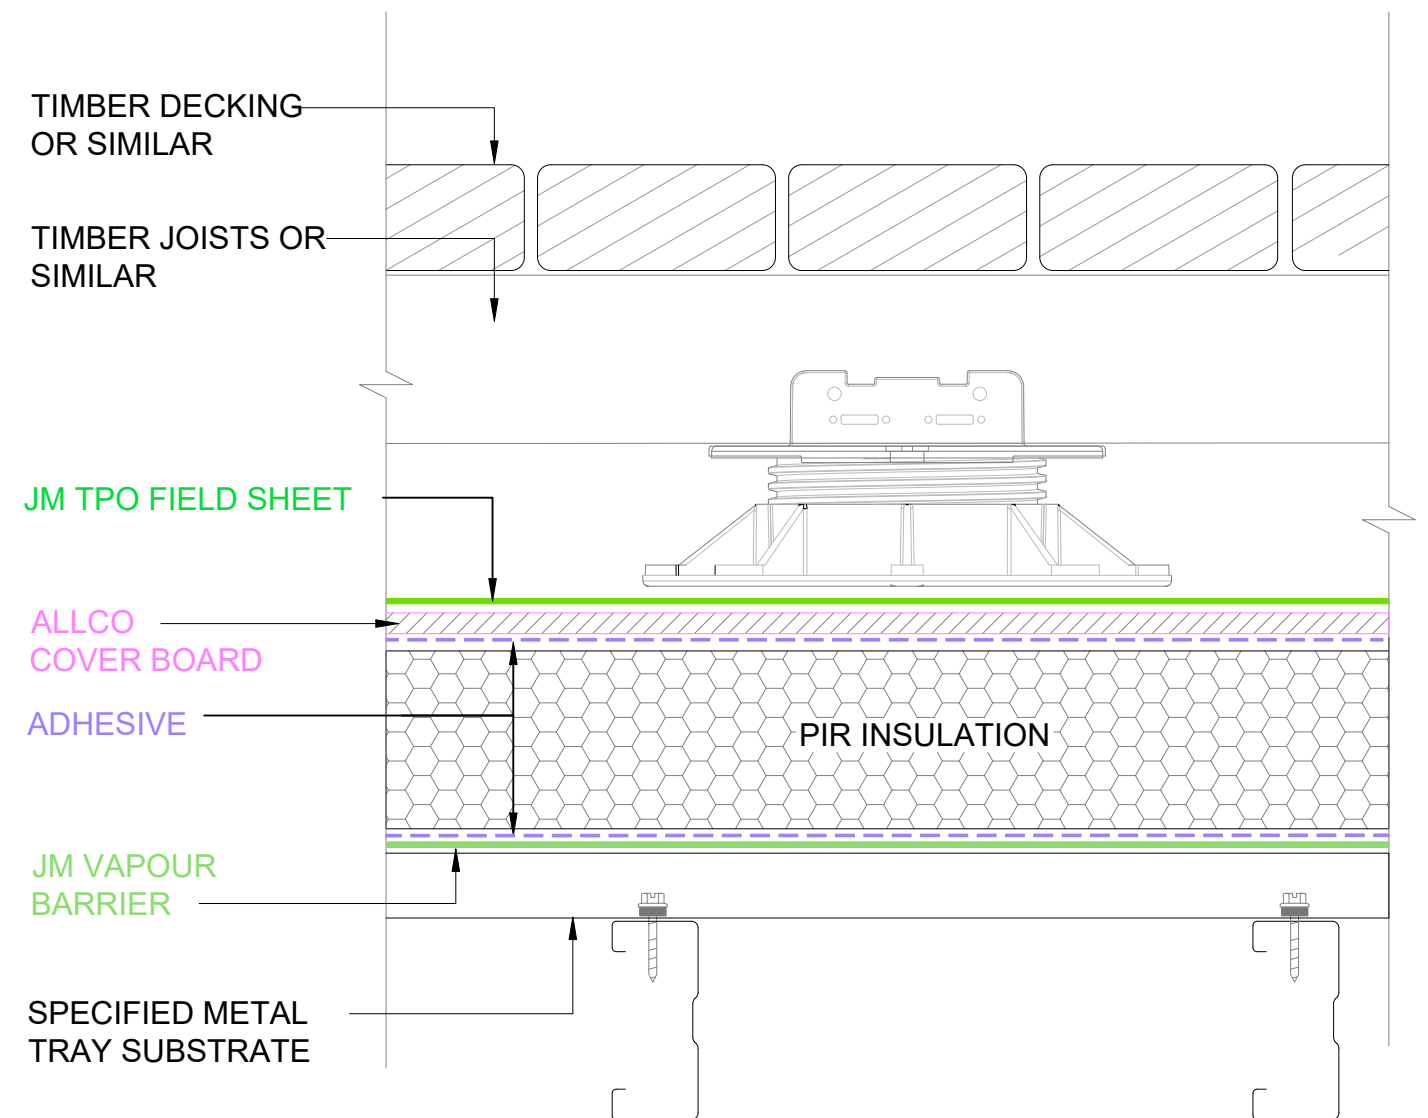 TIMBER DECKING
OR SIMILAR
TIMBER JOISTS OR
SIMILAR
JM TPO FIELD SHEET
ALLCO
COVER BOARD
ADHESIVE
PIR INSULATION
JM VAPOUR
BARRIER
SPECIFIED METAL
TRAY SUBSTRATE